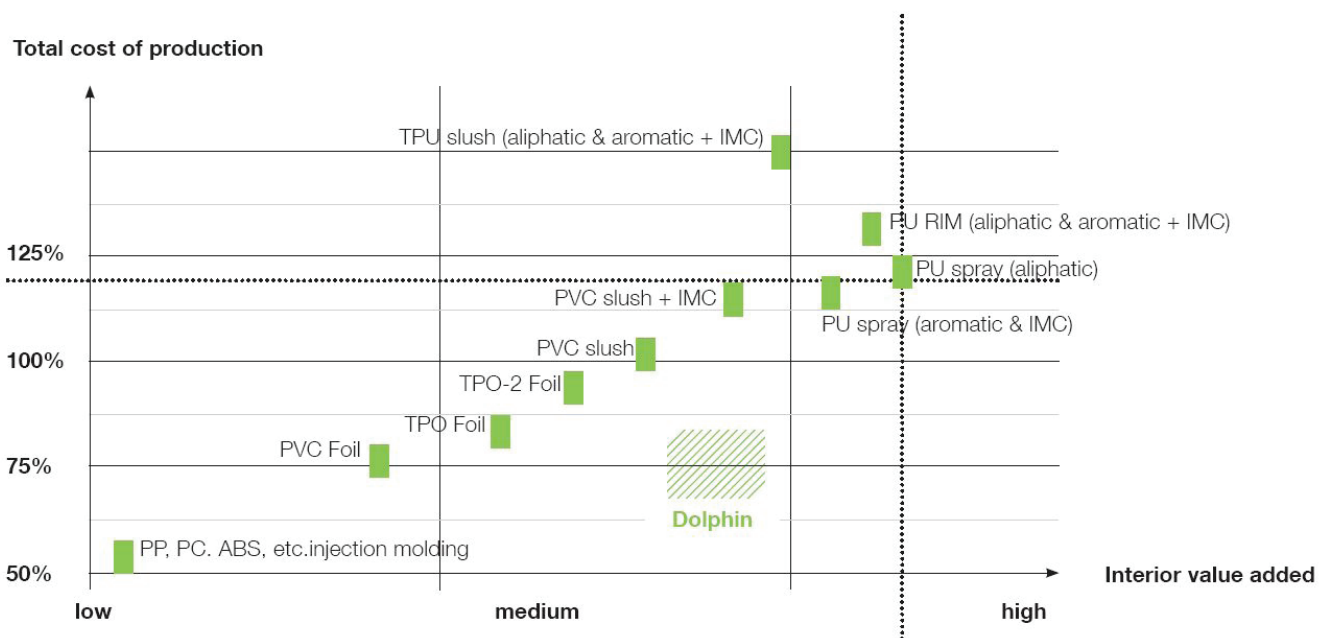 Total cost of production
TPU slush (aliphatic & aromatic + IMC)
PU RIM (aliphatic & aromatic + IMC)
125%
PU spray (aliphatic)
PVC slush + IMC
PU spray (aromatic & IMC)
PVC slush
100%
TPO-2 Foil
TPO Foil
PVC Foil
75%
Dolphin
PP, PC. ABS, etc.injection molding
50%
Interior value added
low
medium
high